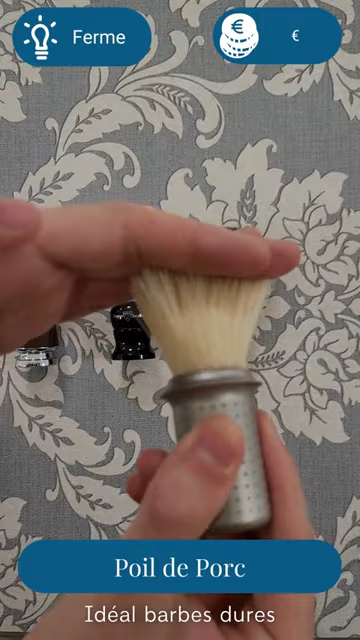 Ferme
€
€
Poil de Porc
Idéal barbes dures